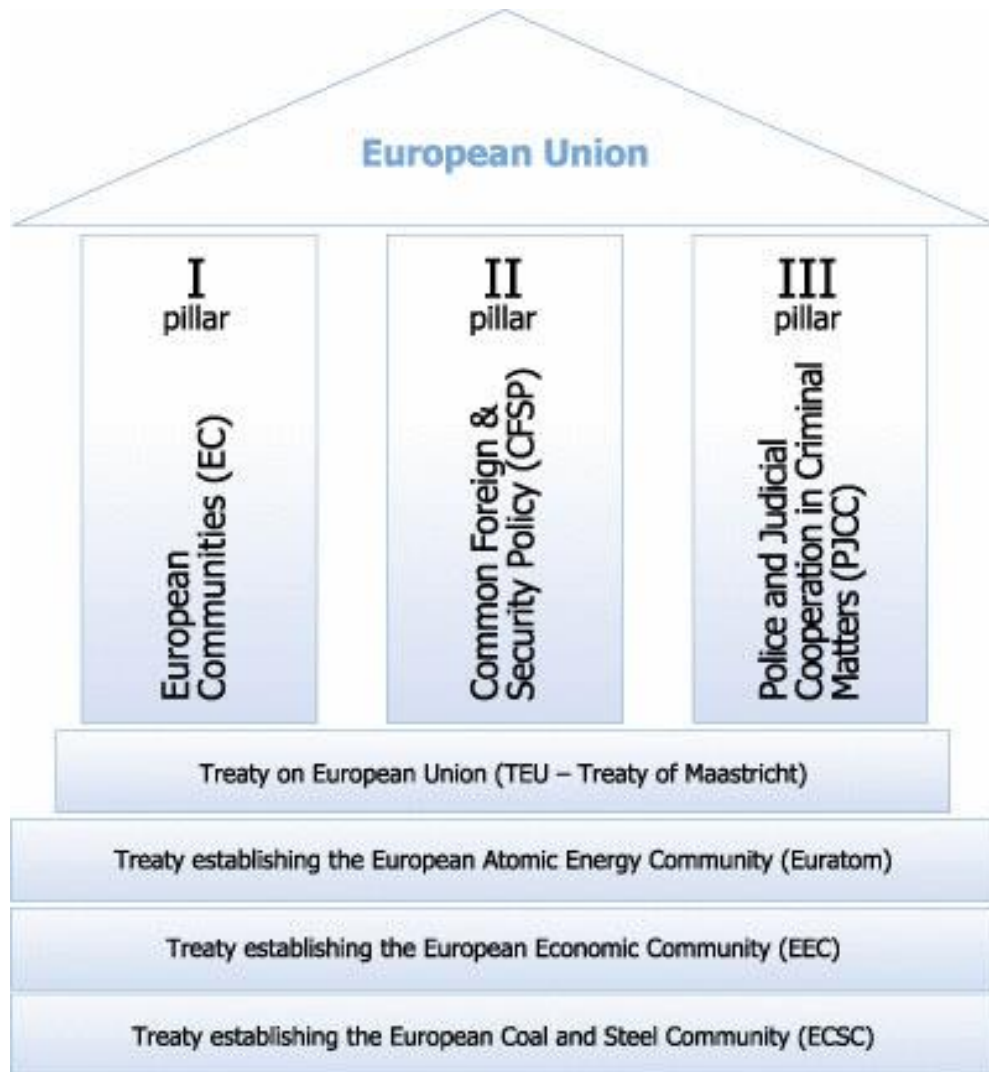 European Union
I
pillar
European
Communities (EC)
II
pillar
Common Foreign &
Security Policy (CFSP)
III
pillar
Police and Judicial
Cooperation in Criminal
Matters (PJCC)
Treaty on European Union (TEU – Treaty of Maastricht)
Treaty establishing the European Atomic Energy Community (Euratom)
Treaty establishing the European Economic Community (EEC)
Treaty establishing the European Coal and Steel Community (ECSC)